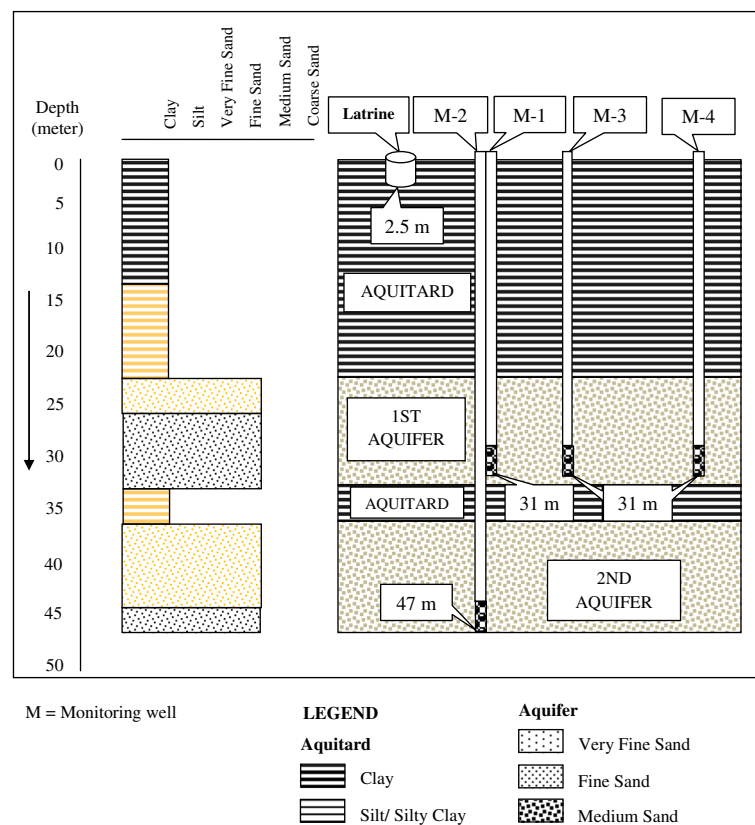 Depth
(meter)
Clay
Silt
Very Fine Sand
Fine Sand
Medium Sand
Coarse Sand
Latrine
M-2
M-1
M-3
M-4
0
5
10
15
20
25
30
35
40
45
50
2.5 m
AQUITARD
1ST
AQUIFER
AQUITARD
31 m
31 m
2ND
AQUIFER
47 m
M = Monitoring well
LEGEND
Aquitard
Clay
Silt/ Silty Clay
Aquifer
Very Fine Sand
Fine Sand
Medium Sand